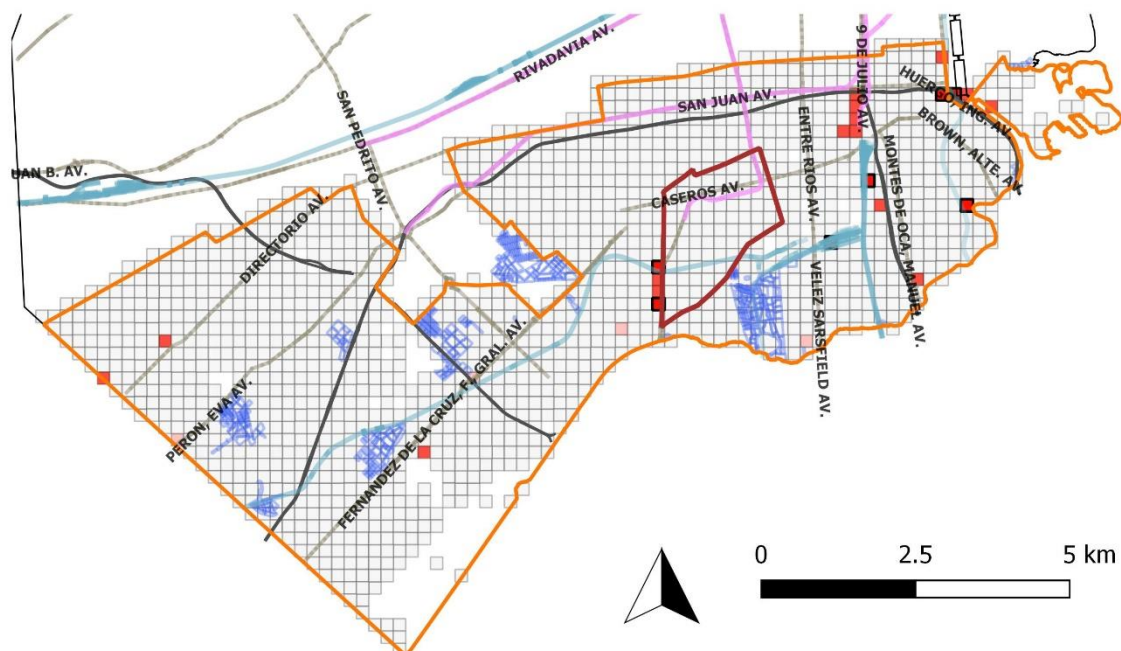 RIVADAVIA AV.
9 DE JULIO AV.
SAN PEDRITO AV.
SAN JUAN AV.
HUERGO, ING. AV.
BROWN, ALTE. AV.
UAN B. AV.
DIRECTORIO AV.
CASEROS AV.
ENTRE RIOS AV.
MONTES DE OCA, MANUEL AV.
VELEZ SARSFIELD AV.
PERON, EVA AV.
FERNANDEZ DE LA CRUZ, F., GRAL. AV.
0 2.5 5 km